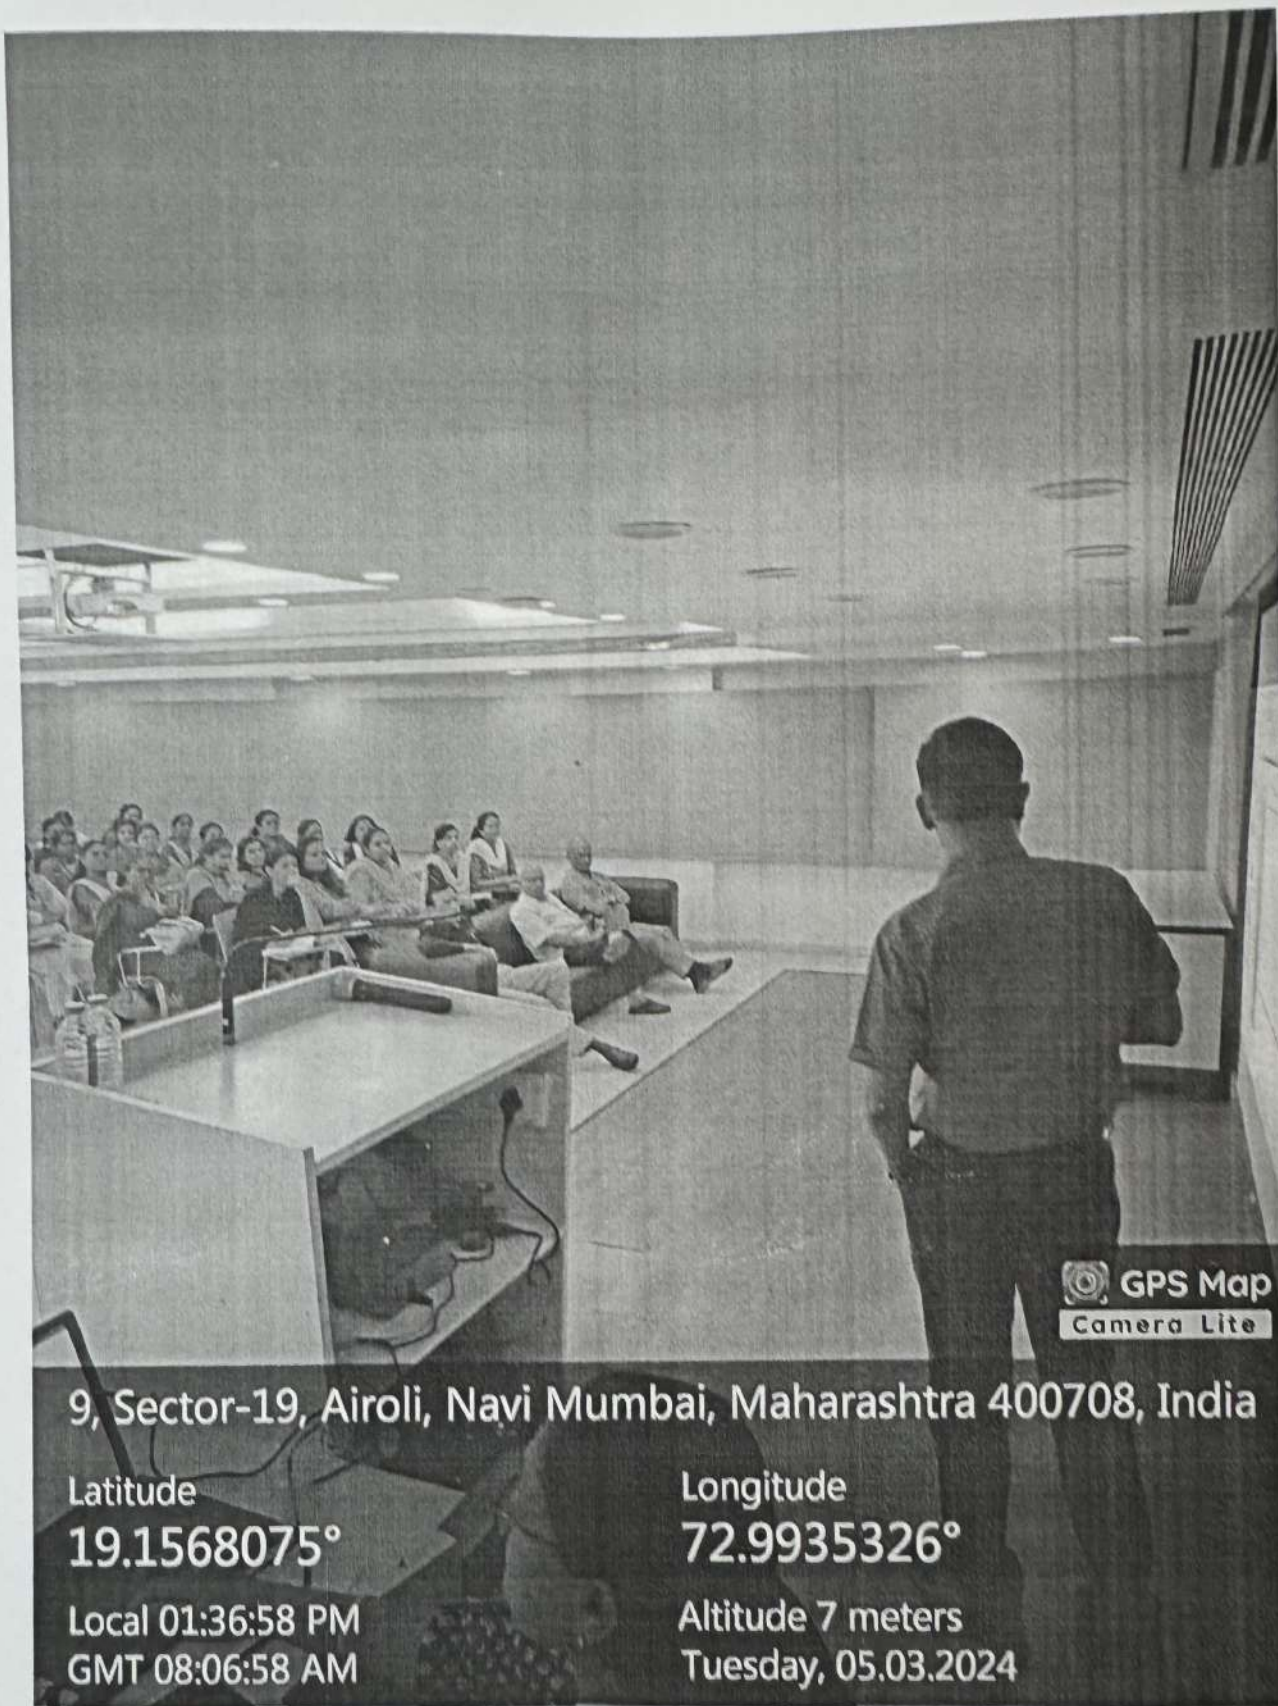 GPS Map
Camera Lite
9, Sector-19, Airoli, Navi Mumbai, Maharashtra 400708, India
Latitude
19.1568075°
Longitude
72.9935326°
Local 01:36:58 PM
GMT 08:06:58 AM
Altitude 7 meters
Tuesday, 05.03.2024